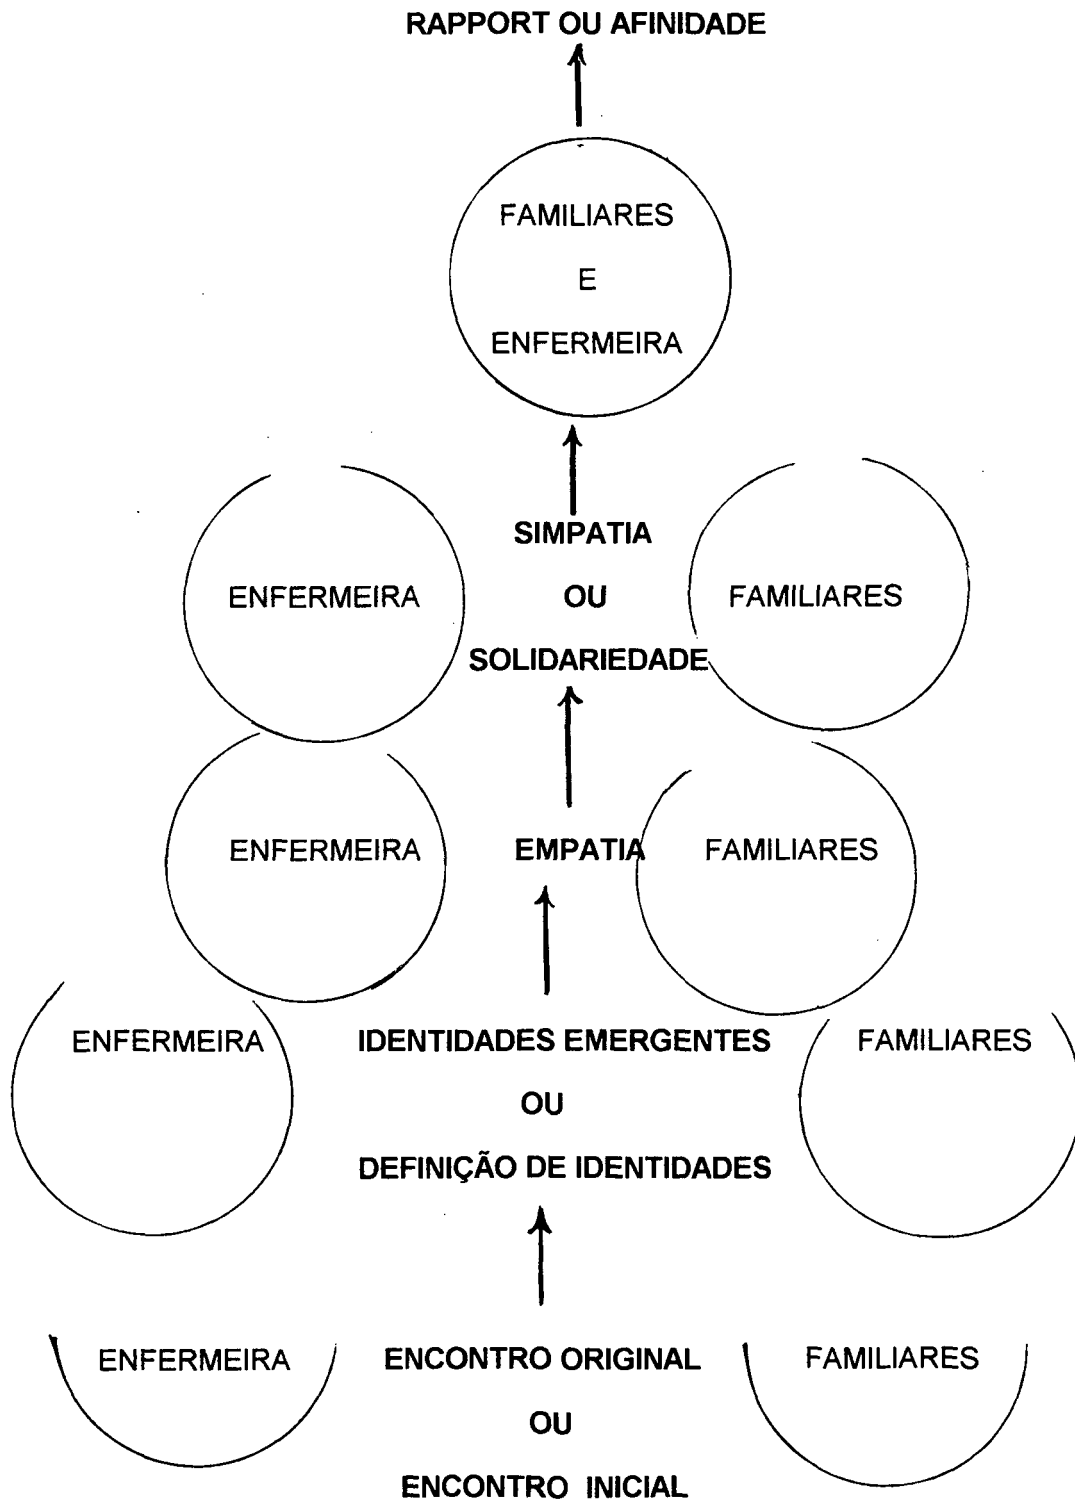 RAPPORT OU AFINIDADE
FAMILIARES
E
ENFERMEIRA
SIMPATIA
ENFERMEIRA OU FAMILIARES
SOLIDARIEDADE
ENFERMEIRA EMPATIA FAMILIARES
ENFERMEIRA IDENTIDADES EMERGENTES FAMILIARES
OU
DEFINIÇÃO DE IDENTIDADES
ENFERMEIRA ENCONTRO ORIGINAL FAMILIARES
OU
ENCONTRO INICIAL